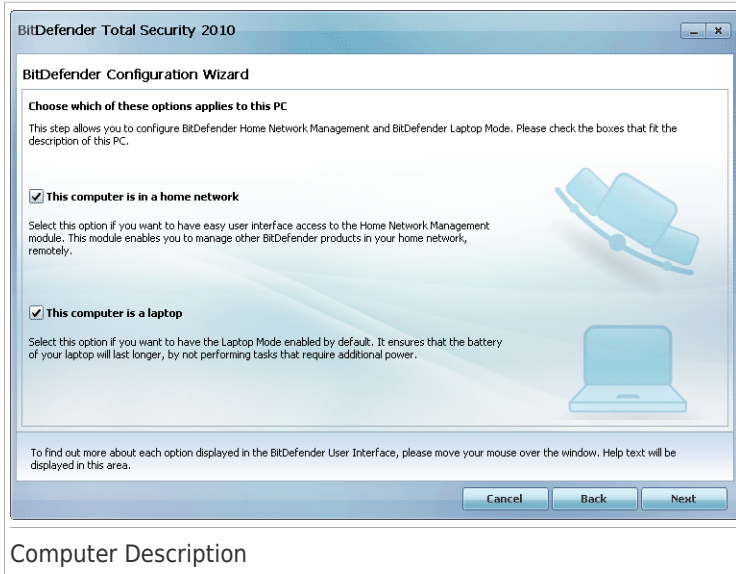 BitDefender Total Security 2010
BitDefender Configuration Wizard
Choose which of these options applies to this PC
This step allows you to configure BitDefender Home Network Management and BitDefender Laptop Mode. Please check the boxes that fit the
description of this PC.
This computer is in a home network
Select this option if you want to have easy user interface access to the Home Network Management
module. This module enables you to manage other BitDefender products in your home network,
remotely.
This computer is a laptop
Select this option if you want to have the Laptop Mode enabled by default. It ensures that the battery
of your laptop will last longer, by not performing tasks that require additional power.
To find out more about each option displayed in the BitDefender User Interface, please move your mouse over the window. Help text will be
displayed in this area.
Cancel Back Next
Computer Description